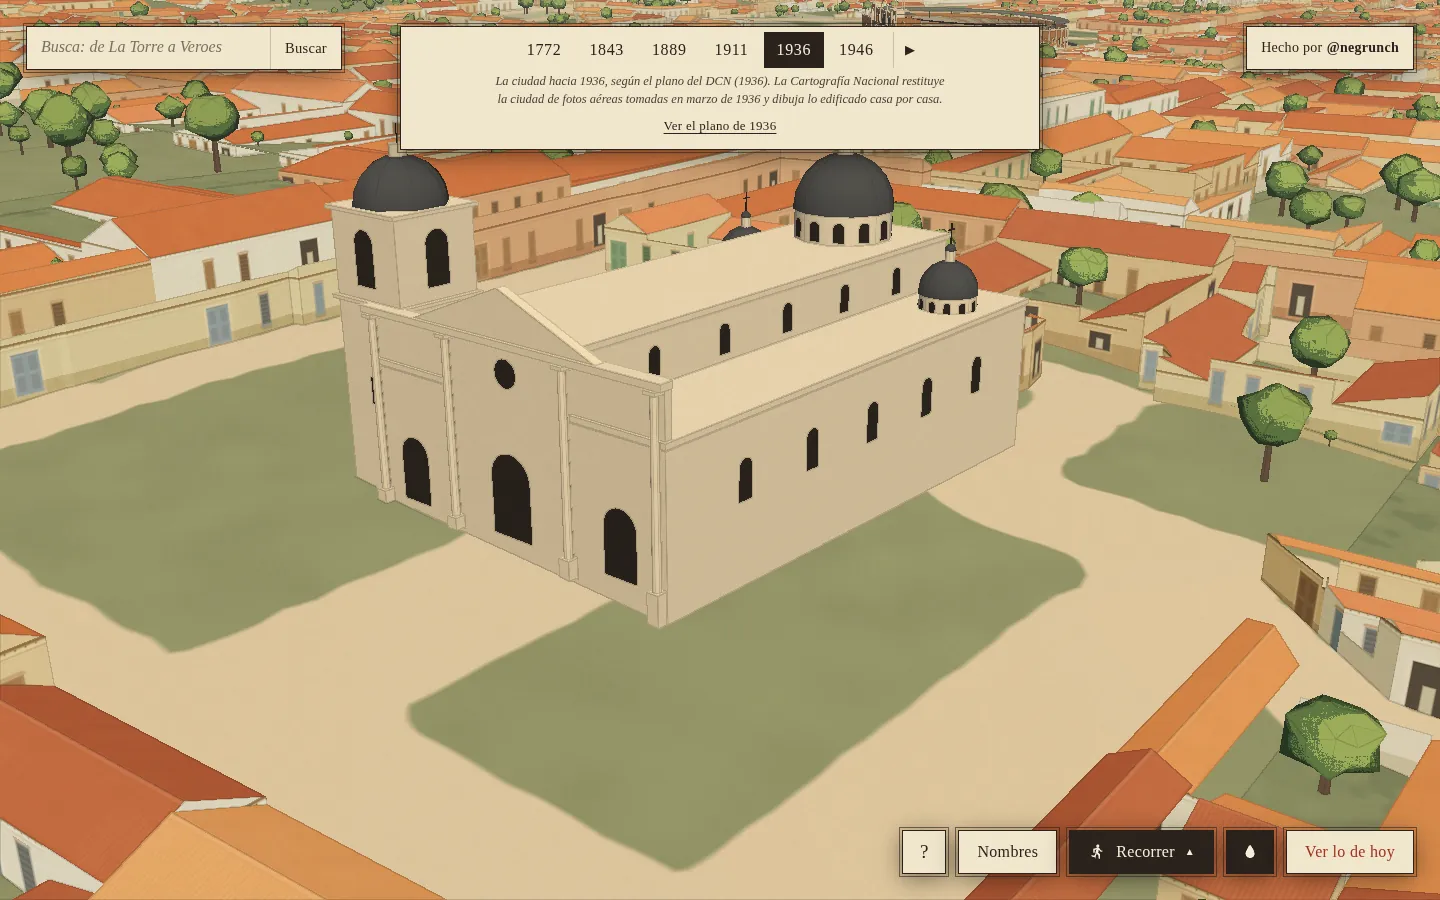 Busca: de La Torre a Veroes
Buscar
1772 1843 1889 1911 1936 1946 ▶
La ciudad hacia 1936, según el plano del DCN (1936). La Cartografía Nacional restituye
la ciudad de fotos aéreas tomadas en marzo de 1936 y dibuja lo edificado casa por casa.
Ver el plano de 1936
Hecho por @negrunch
?
Nombres
Recorrer ▲
Ver lo de hoy